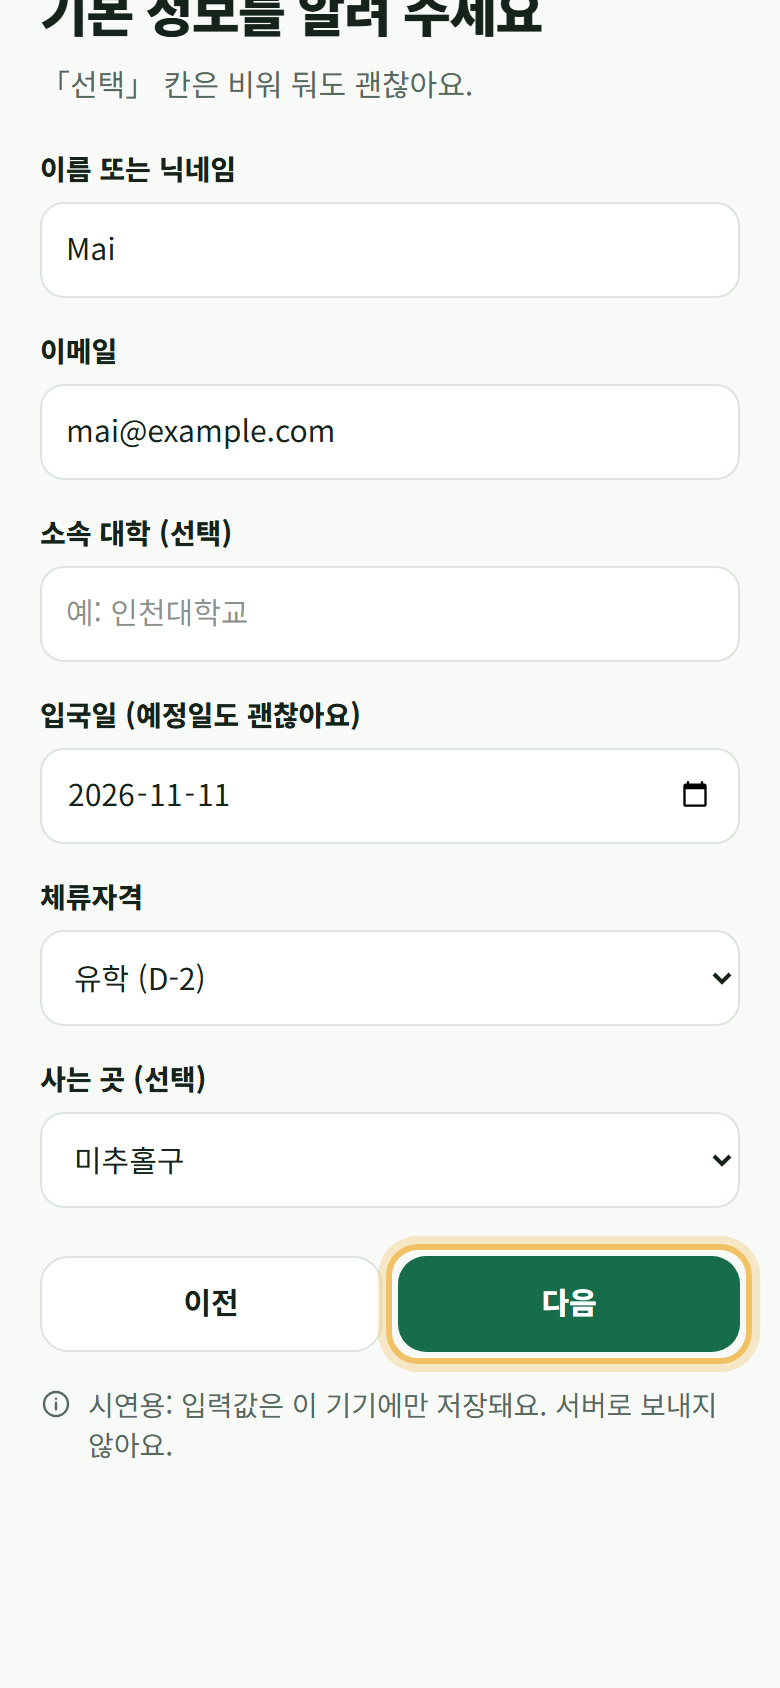 기본 정보를 알려 주세요
「선택」 칸은 비워 둬도 괜찮아요.
이름 또는 닉네임
Mai
이메일
mai@example.com
소속 대학 (선택)
예: 인천대학교
입국일 (예정일도 괜찮아요)
2026-11-11
체류자격
유학 (D-2)
사는 곳 (선택)
미추홀구
이전
다음
시연용: 입력값은 이 기기에만 저장돼요. 서버로 보내지
않아요.